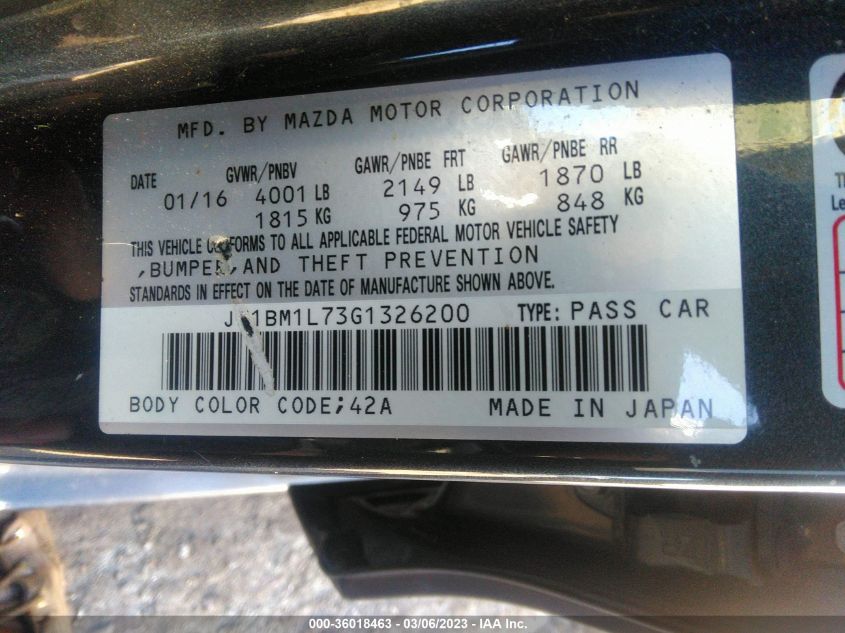 MFD. BY MAZDA MOTOR CORPORATION
DATE GVWR/PNBV GAWR/PNBE FRT GAWR/PNBE RR
01/16 4001 LB 2149 LB 1870 LB
1815 KG 975 KG 848 KG
THIS VEHICLE CONFORMS TO ALL APPLICABLE FEDERAL MOTOR VEHICLE SAFETY
,BUMPER,AND THEFT PREVENTION
STANDARDS IN EFFECT ON THE DATE OF MANUFACTURE SHOWN ABOVE.
TYPE: PASS CAR
BODY COLOR CODE;42A MADE IN JAPAN
000-36018463 - 03/06/2023 - IAA Inc.